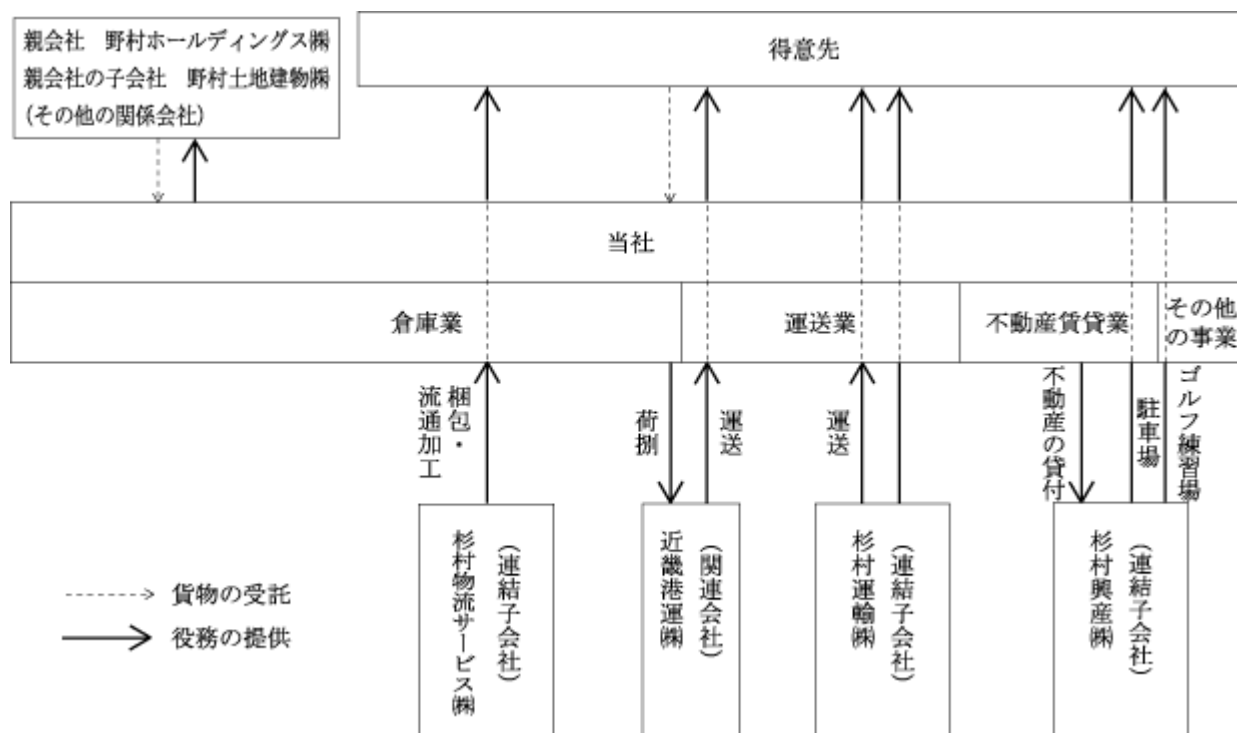 親会社　野村ホールディングス㈱
親会社の子会社　野村土地建物㈱
(その他の関係会社)
得意先
当社
倉庫業
運送業
不動産賃貸業
その他
の事業
梱包・
流通加工
荷捌
運送
運送
不動産の貸付
駐車場
ゴルフ練習場
(連結子会社)
杉村物流サービス㈱
(関連会社)
近畿港運㈱
(連結子会社)
杉村運輸㈱
(連結子会社)
杉村興産㈱
貨物の受託
役務の提供